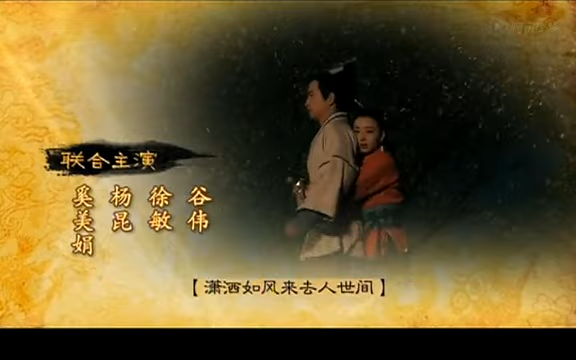 联合主演
谷伟
徐敏
杨昆
奚美娟
【潇洒如风来去人世间】